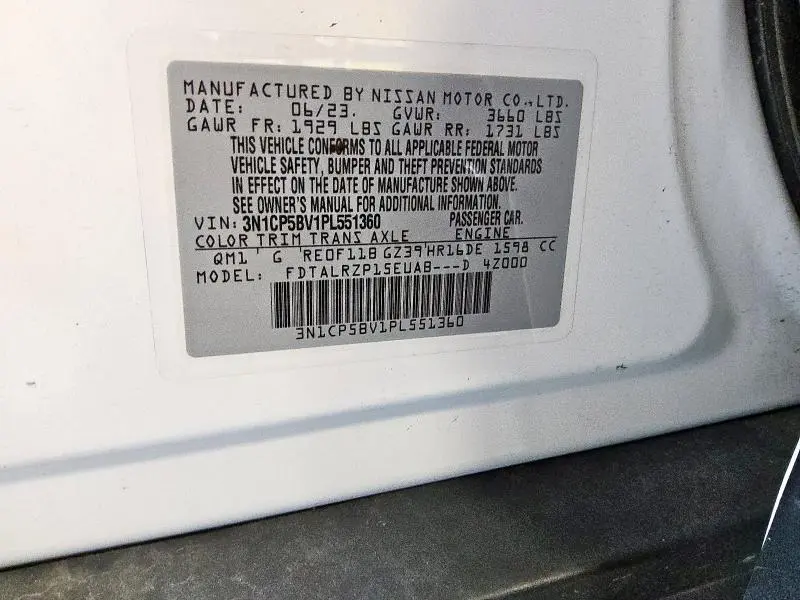 MANUFACTURED BY NISSAN MOTOR CO.,LTD.
DATE: 06/23. GVWR: 3660 LBS
GAWR FR: 1929 LBS GAWR RR: 1731 LBS
THIS VEHICLE CONFORMS TO ALL APPLICABLE FEDERAL MOTOR
VEHICLE SAFETY, BUMPER AND THEFT PREVENTION STANDARDS
IN EFFECT ON THE DATE OF MANUFACTURE SHOWN ABOVE.
SEE OWNER'S MANUAL FOR ADDITIONAL INFORMATION.
VIN: 3N1CP5BV1PL551360 PASSENGER CAR.
COLOR TRIM TRANS AXLE ENGINE
QM1 G RE0F11B GZ39 HR16DE 1598 CC
MODEL: FDTALRZP15EUAB---D 4Z000
3N1CP5BV1PL551360